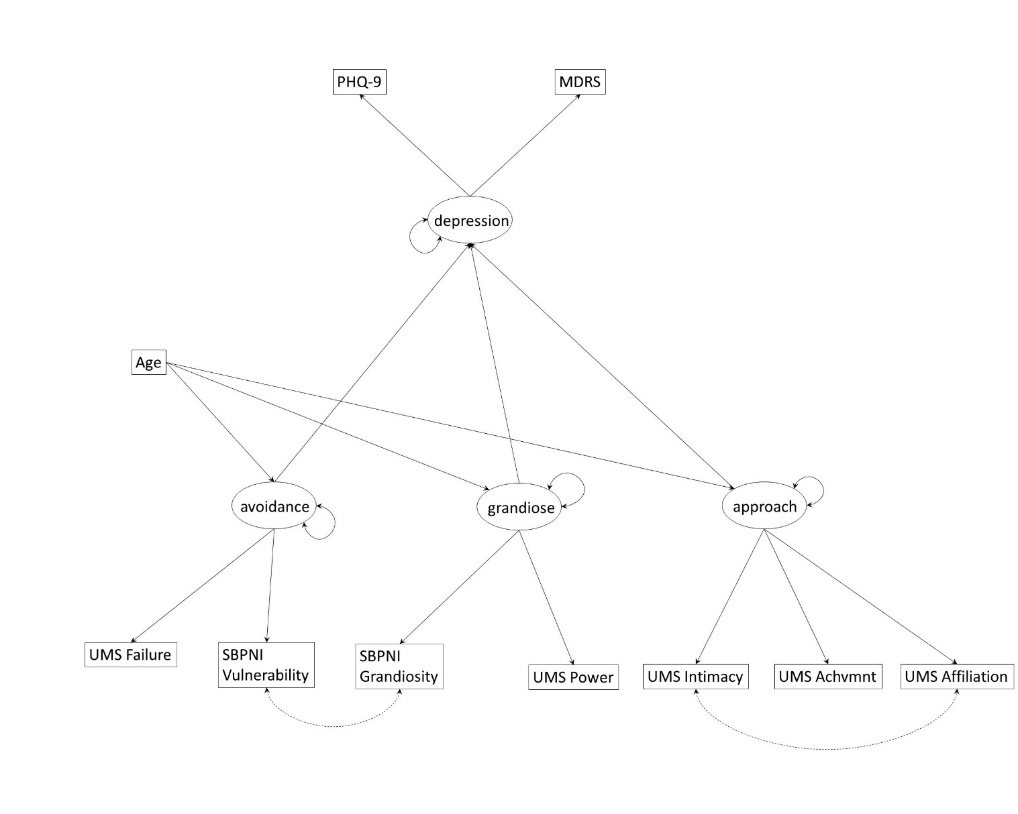 PHQ-9
MDRS
depression
Age
avoidance
grandiose
approach
UMS Failure
SBPNI
Vulnerability
SBPNI
Grandiosity
UMS Power
UMS Intimacy
UMS Achvmnt
UMS Affiliation